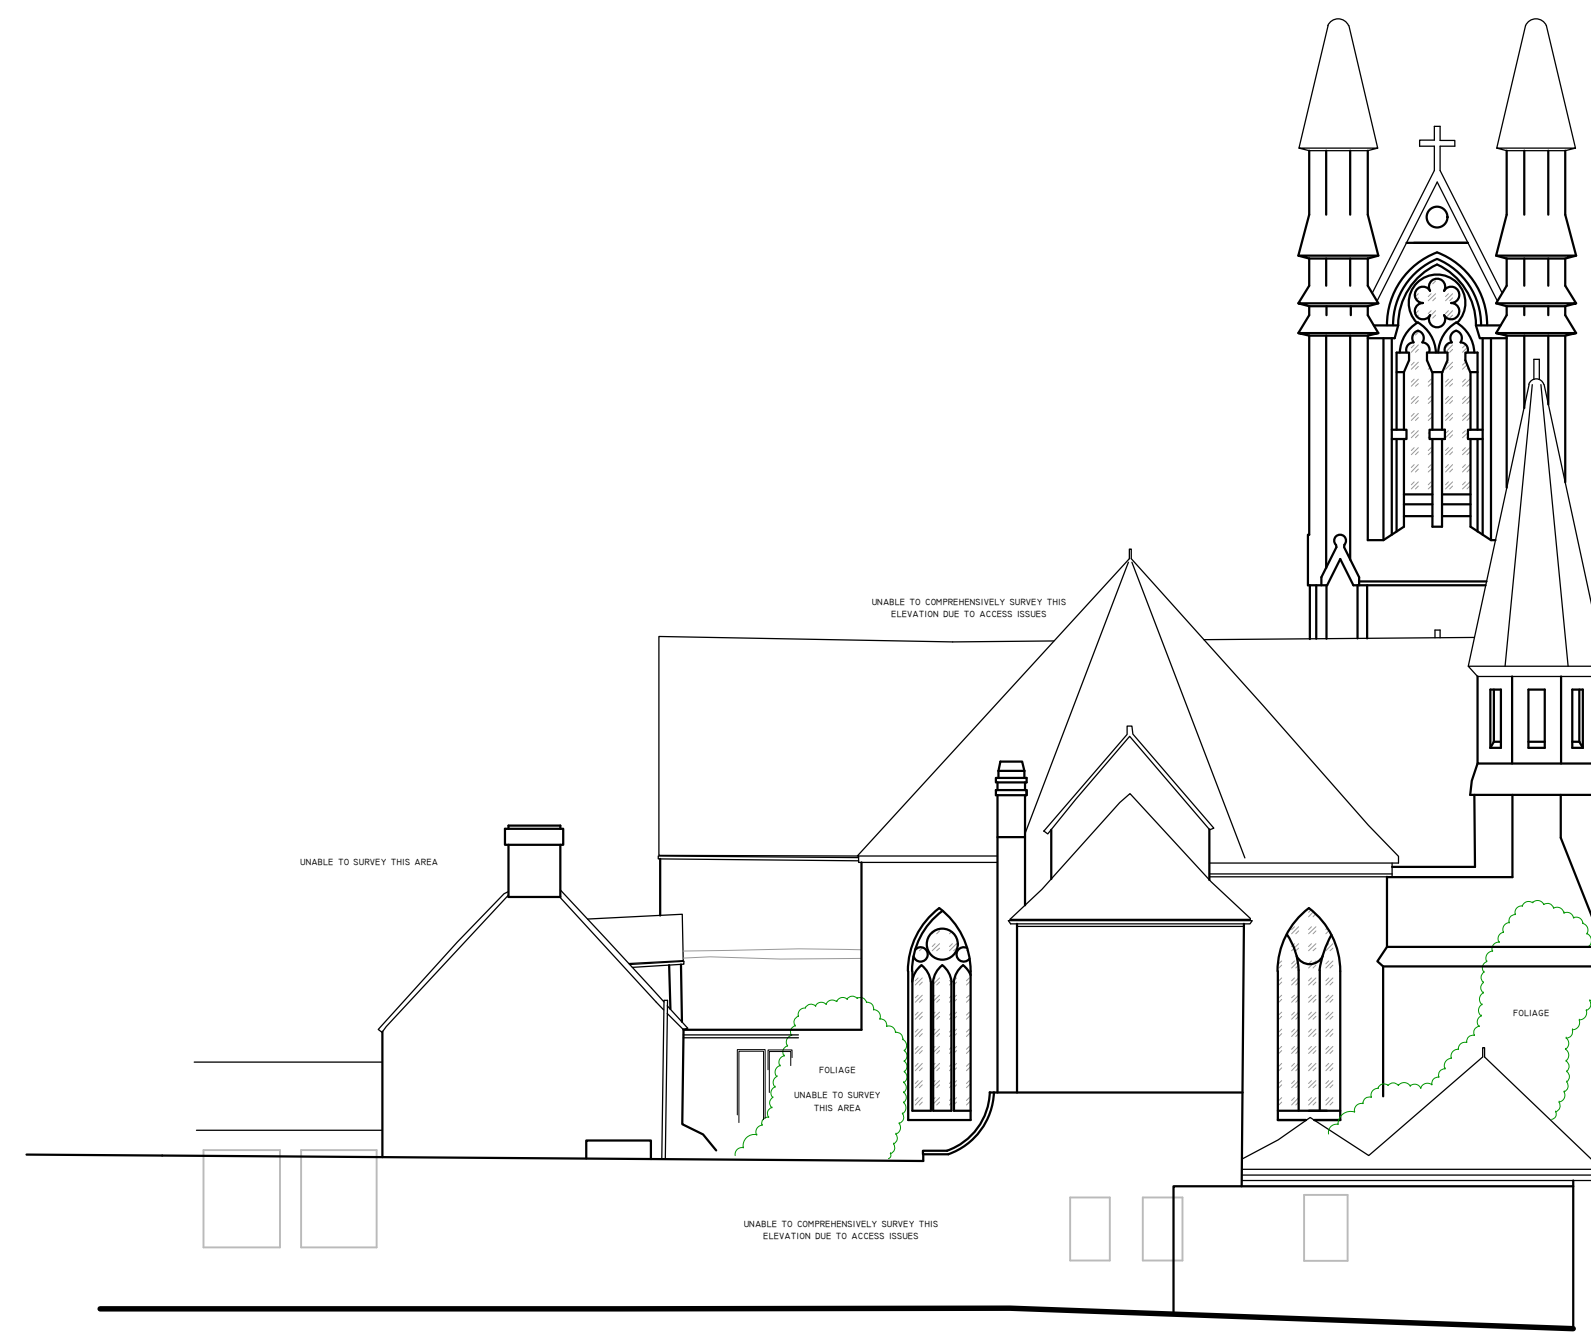 UNABLE TO COMPREHENSIVELY SURVEY THIS
ELEVATION DUE TO ACCESS ISSUES
UNABLE TO SURVEY THIS AREA
FOLIAGE
FOLIAGE
UNABLE TO SURVEY
THIS AREA
UNABLE TO COMPREHENSIVELY SURVEY THIS
ELEVATION DUE TO ACCESS ISSUES